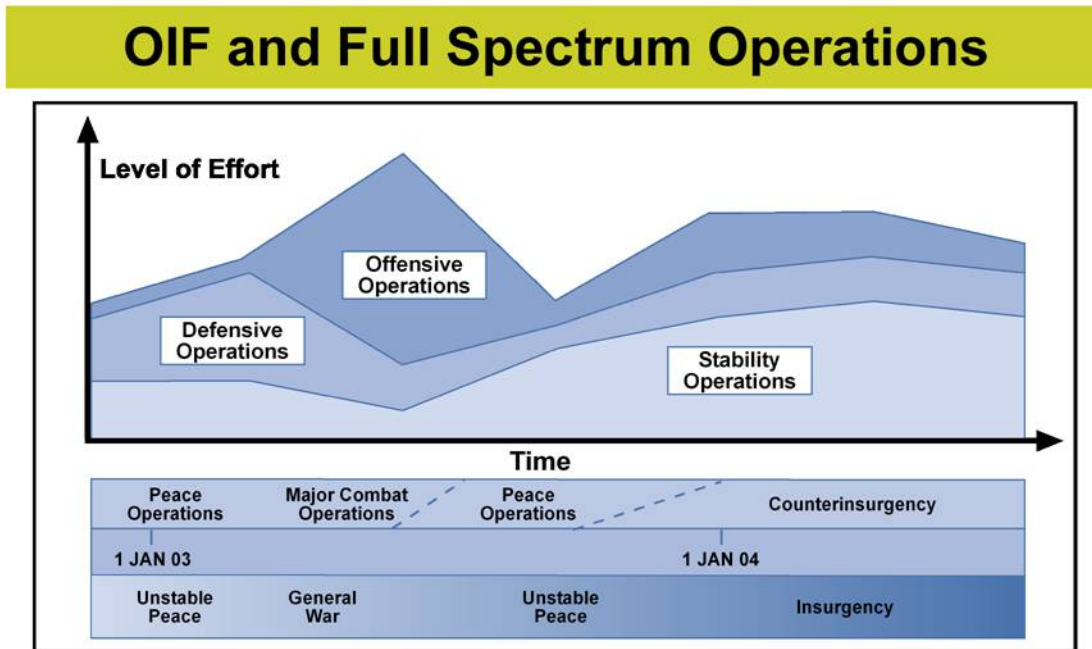 OIF and Full Spectrum Operations
Level of Effort
Offensive
Operations
Defensive
Operations
Stability
Operations
Time
Peace
Operations
Major Combat
Operations
Peace
Operations
Counterinsurgency
1 JAN 03
1 JAN 04
Unstable
Peace
General
War
Unstable
Peace
Insurgency